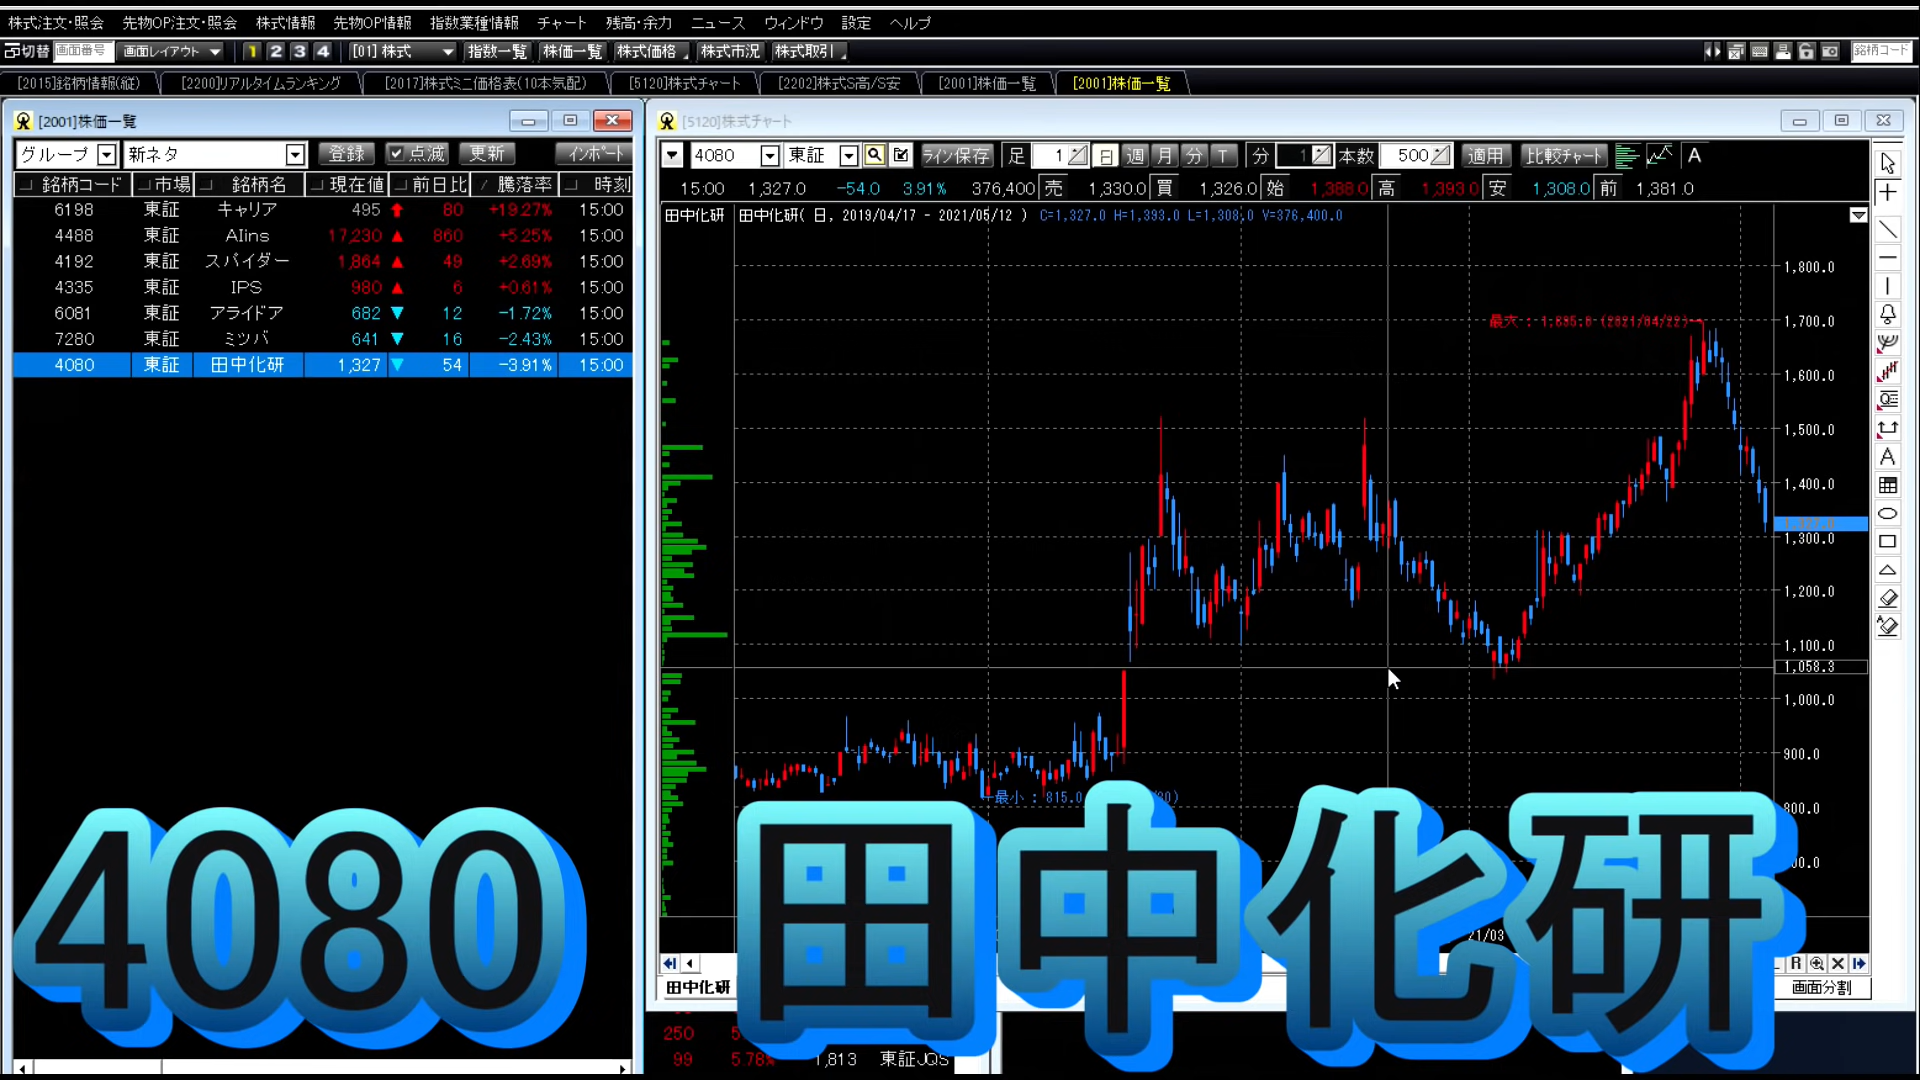 株式注文・照会 先物OP注文・照会 株式情報 先物OP情報 指数業種情報 チャート 残高・余力 ニュース ウィンドウ 設定 ヘルプ
切替 画面番号 画面レイアウト 1 2 3 4 [01] 株式 指数一覧 株価一覧 株式価格 株式市況 株式取引 銘柄コード
[2015]銘柄情報(縦) [2200]リアルタイムランキング [2017]株式ミニ価格表(10本気配) [5120]株式チャート [2202]株式S高/S安 [2001]株価一覧 [2001]株価一覧
[2001]株価一覧
グループ 新ネタ 登録 点滅 更新 インポート
銘柄コード 市場 銘柄名 現在値 前日比 騰落率 時刻
6198 東証 キャリア 495 80 +19.27% 15:00
4488 東証 AIins 17,230 860 +5.25% 15:00
4192 東証 スパイダー 1,864 49 +2.69% 15:00
4335 東証 IPS 980 6 +0.61% 15:00
6081 東証 アライドア 682 12 -1.72% 15:00
7280 東証 ミツバ 641 16 -2.43% 15:00
4080 東証 田中化研 1,327 54 -3.91% 15:00
[5120]株式チャート
4080 東証 ライン保存 足 1 日 週 月 分 T 分 1 本数 500 適用 比較チャート A
15:00 1,327.0 -54.0 3.91% 376,400 売 1,330.0 買 1,326.0 始 1,388.0 高 1,393.0 安 1,308.0 前 1,381.0
田中化研 田中化研( 日, 2019/04/17 - 2021/05/12 ) C=1,327.0 H=1,393.0 L=1,308.0 V=376,400.0
1,800.0
1,700.0
1,600.0
1,500.0
1,400.0
1,300.0
1,200.0
1,100.0
1,058.3
1,000.0
900.0
800.0
最小 : 815.0
21/03
R
田中化研
画面分割
4080 田中化研
250
99 5.78% 1,813 東証JQS